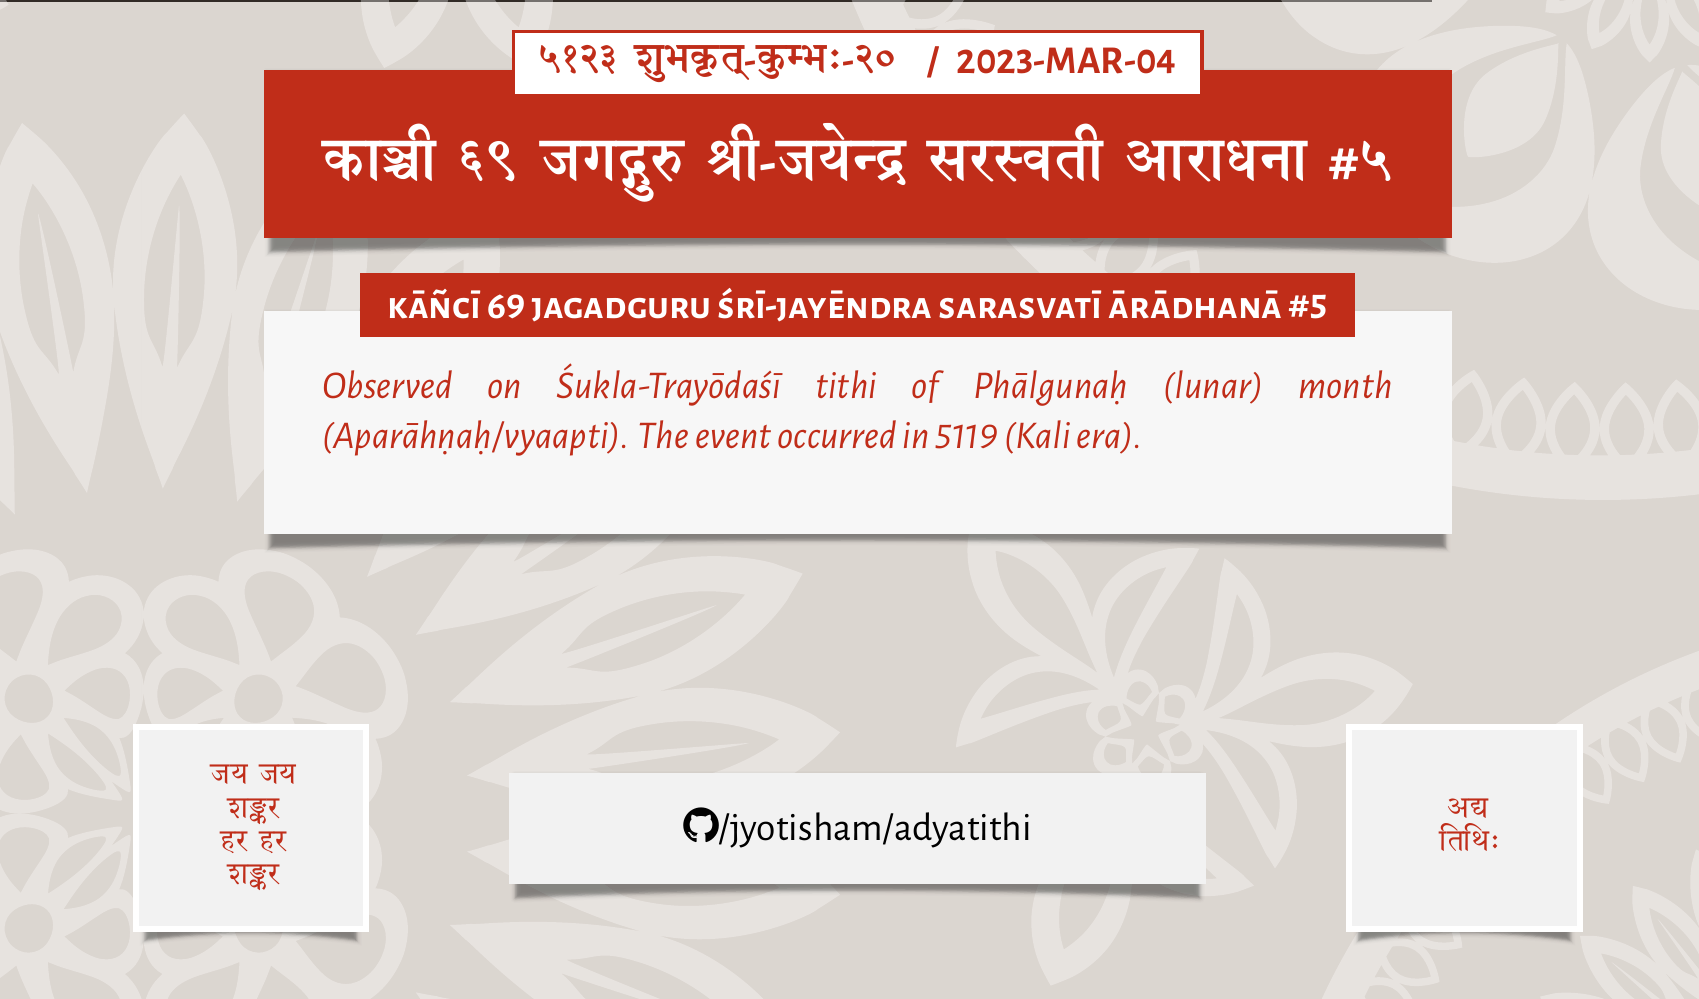 ५१२३ शुभकृत्-कुम्भः-२० / 2023-MAR-04
काञ्ची ६९ जगद्गुरु श्री-जयेन्द्र सरस्वती आराधना #५
KĀÑCĪ 69 JAGADGURU ŚRĪ-JAYĒNDRA SARASVATĪ ĀRĀDHANĀ #5
Observed on Śukla-Trayōdaśī tithi of Phālgunaḥ (lunar) month
(Aparāhṇaḥ/vyaapti). The event occurred in 5119 (Kali era).
जय जय
शङ्कर
हर हर
शङ्कर
/jyotisham/adyatithi
अद्य
तिथिः